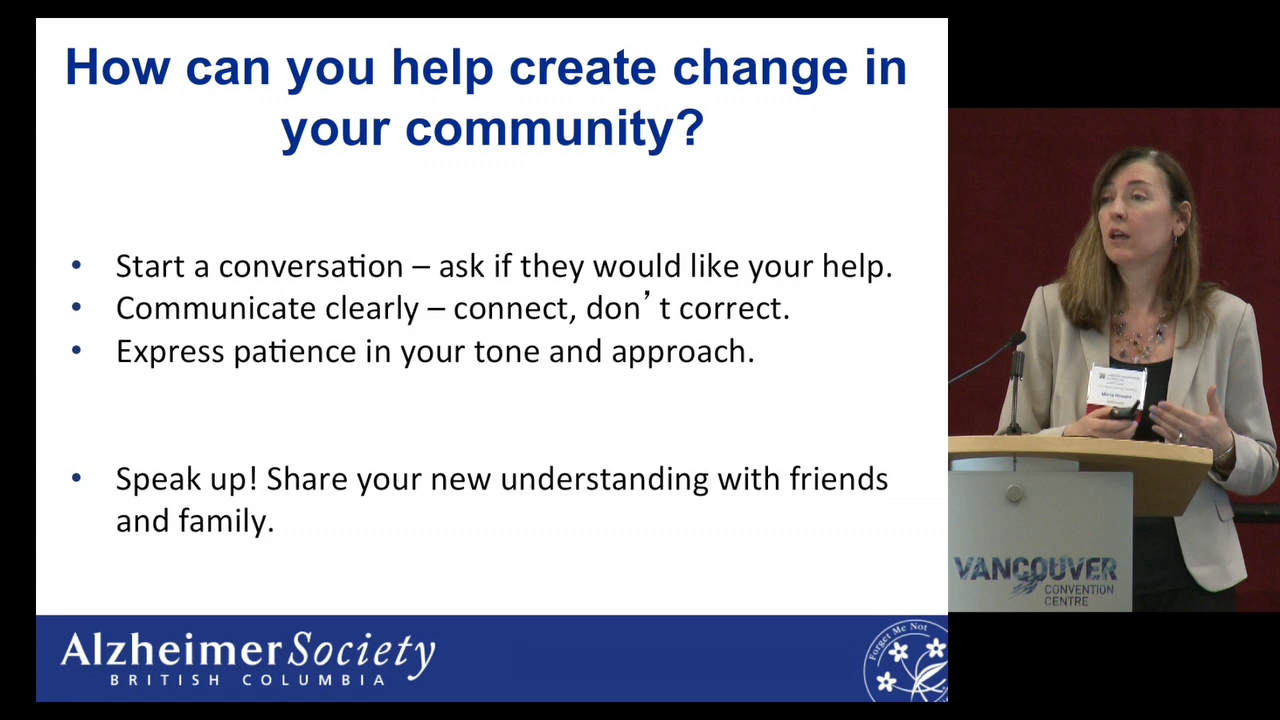 How can you help create change in
your community?
• Start a conversation – ask if they would like your help.
• Communicate clearly – connect, don’t correct.
• Express patience in your tone and approach.
• Speak up! Share your new understanding with friends
and family.
AlzheimerSociety
BRITISH COLUMBIA
Forget Me Not
VANCOUVER
CONVENTION
CENTRE